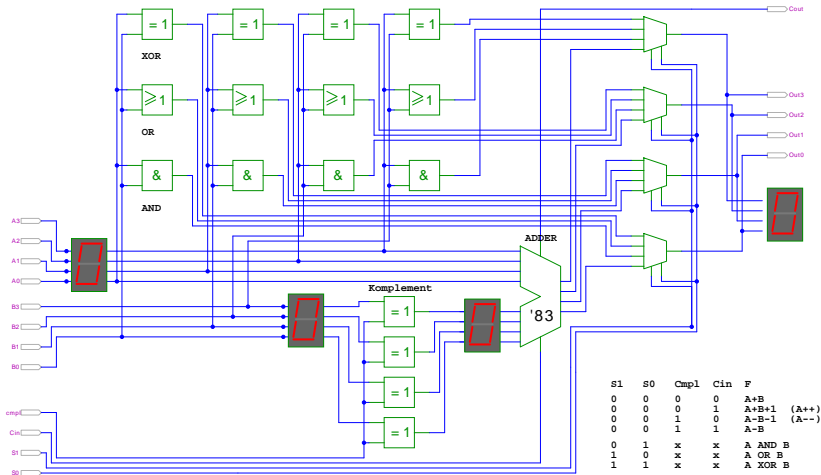 = 1
= 1
= 1
= 1
Cout
XOR
≥1
≥1
≥1
≥1
Out3
Out2
OR
Out1
Out0
&
&
&
&
AND
A3
A2
ADDER
A1
A0
Komplement
B3
= 1
'83
B2
B1
= 1
B0
= 1
S1 S0 Cmpl Cin F
0 0 0 0 A+B
0 0 0 1 A+B+1 (A++)
0 0 1 0 A-B-1 (A--)
0 0 1 1 A-B
cmpl
= 1
Cin
0 1 x x A AND B
S1
1 0 x x A OR B
1 1 x x A XOR B
S0